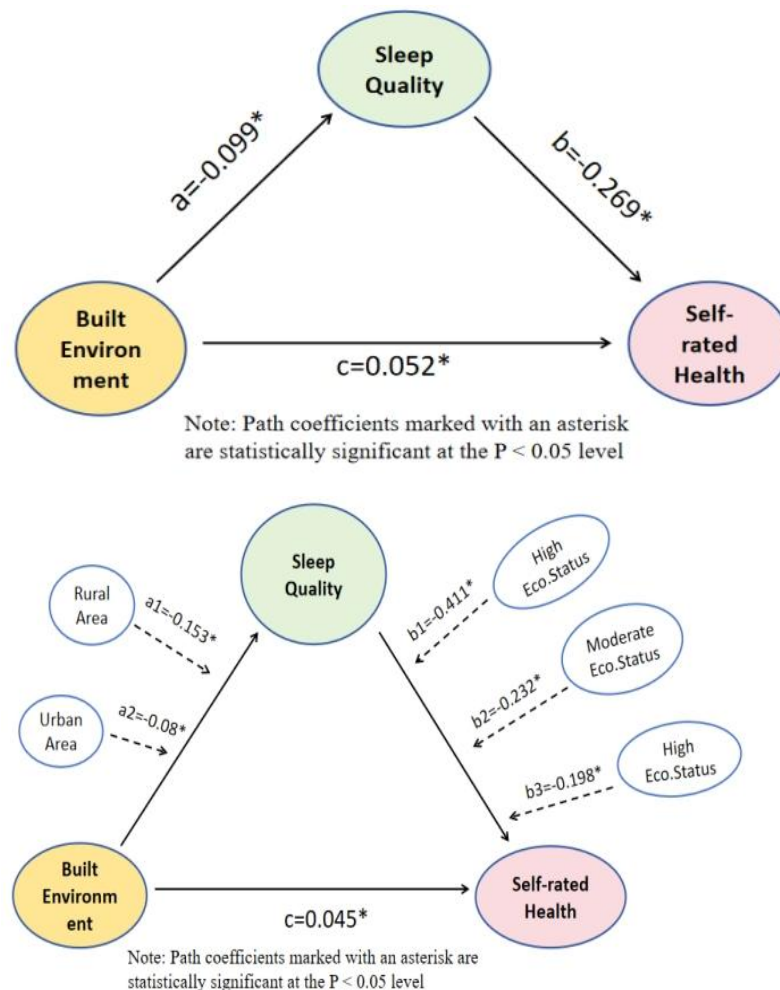 Sleep
Quality
a=-0.099*
b=-0.269*
Built
Environ
ment
Self-
rated
Health
c=0.052*
Note: Path coefficients marked with an asterisk
are statistically significant at the P < 0.05 level
Sleep
Quality
High
Eco.Status
Rural
Area
a1=-0.153*
b1=-0.411*
Moderate
Eco.Status
Urban
Area
a2=-0.08*
b2=-0.232*
High
Eco.Status
b3=-0.198*
Built
Environm
ent
Self-rated
Health
c=0.045*
Note: Path coefficients marked with an asterisk are
statistically significant at the P < 0.05 level